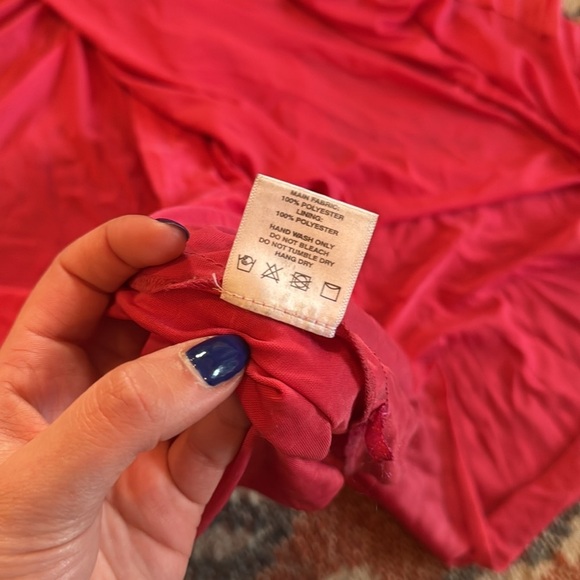 MAIN FABRIC:
100% POLYESTER
LINING:
100% POLYESTER
HAND WASH ONLY
DO NOT BLEACH
DO NOT TUMBLE DRY
HANG DRY